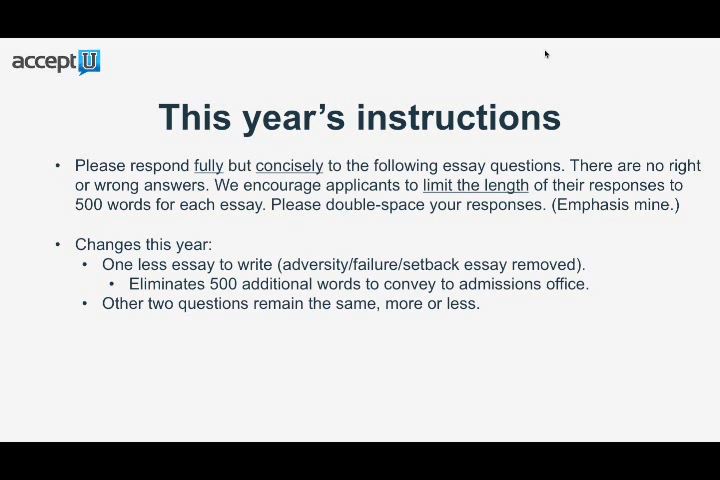 acceptU
This year’s instructions
• Please respond fully but concisely to the following essay questions. There are no right
or wrong answers. We encourage applicants to limit the length of their responses to
500 words for each essay. Please double-space your responses. (Emphasis mine.)
• Changes this year:
• One less essay to write (adversity/failure/setback essay removed).
• Eliminates 500 additional words to convey to admissions office.
• Other two questions remain the same, more or less.